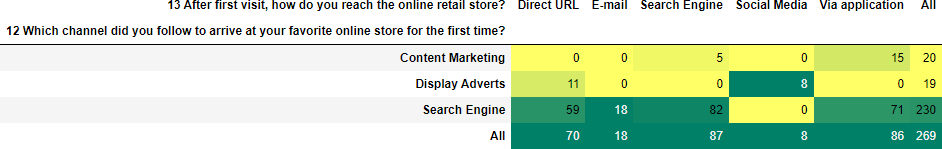 13 After first visit, how do you reach the online retail store? Direct URL E-mail Search Engine Social Media Via application All
12 Which channel did you follow to arrive at your favorite online store for the first time?
Content Marketing 0 0 5 0 15 20
Display Adverts 11 0 0 8 0 19
Search Engine 59 18 82 0 71 230
All 70 18 87 8 86 269